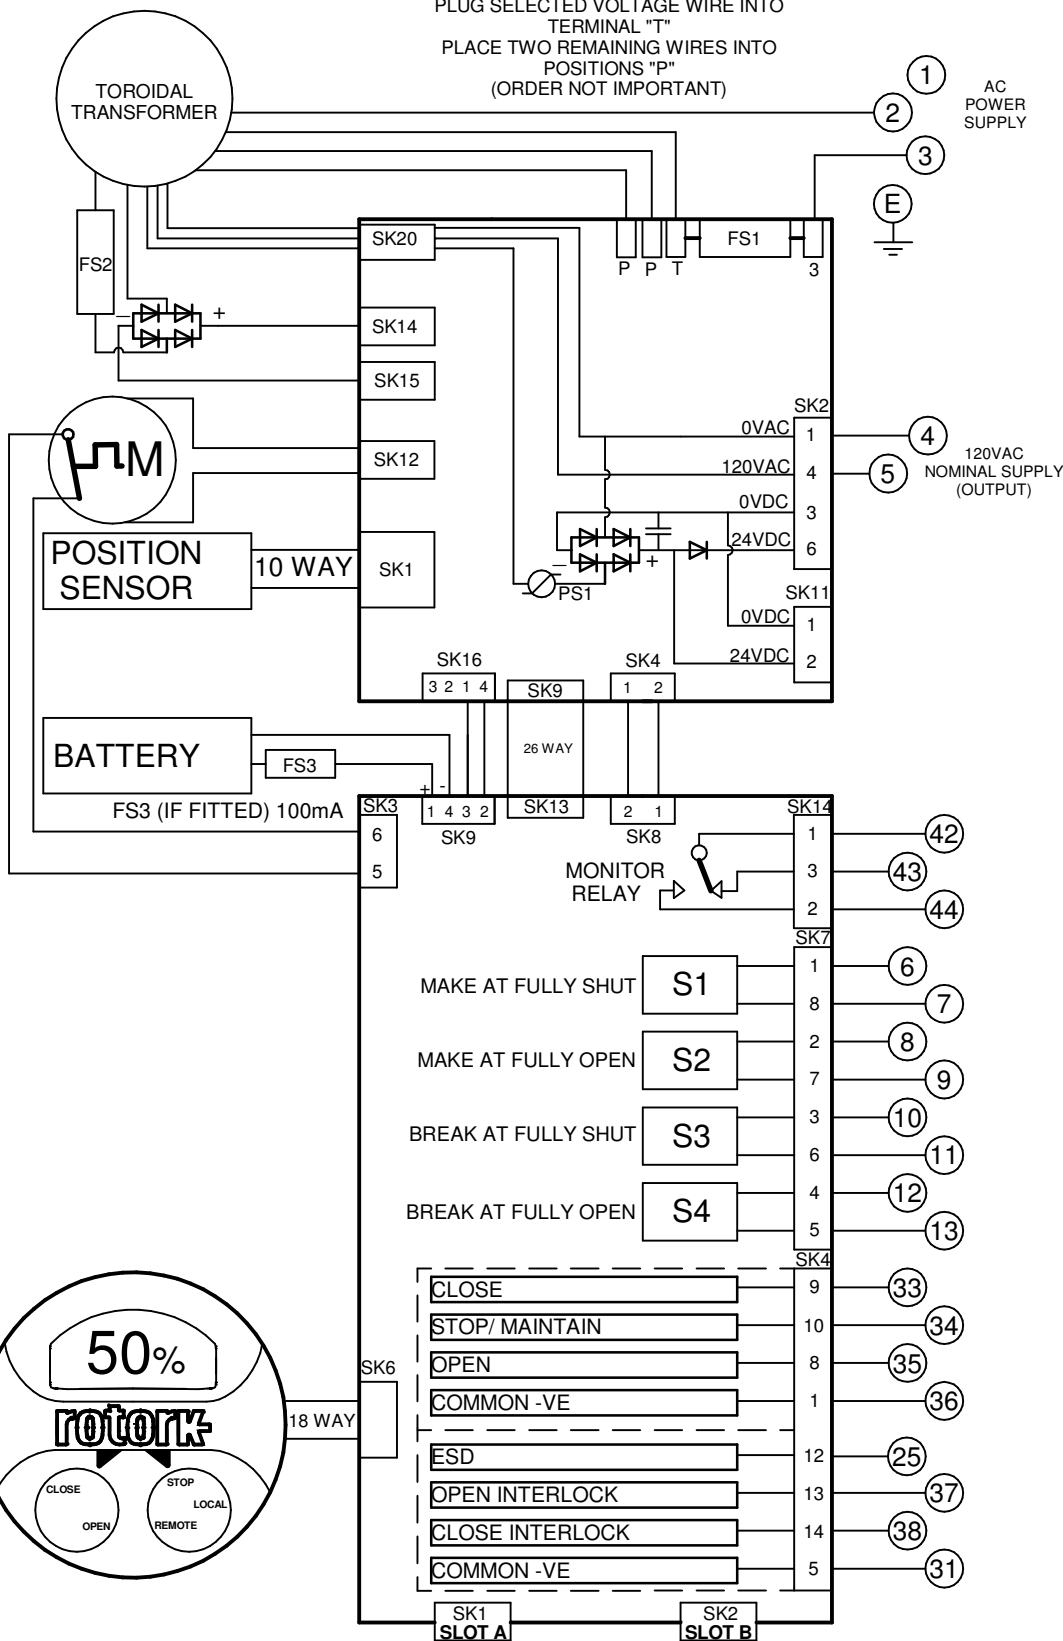 PLUG SELECTED VOLTAGE WIRE INTO
TERMINAL "T"
PLACE TWO REMAINING WIRES INTO
POSITIONS "P"
(ORDER NOT IMPORTANT)
TOROIDAL
TRANSFORMER
1
2
3
E
AC
POWER
SUPPLY
FS2
SK20
P P T
FS1
3
– +
SK14
SK15
M
SK12
SK2
0VAC 1 4
120VAC 4 5
120VAC
NOMINAL SUPPLY
(OUTPUT)
0VDC 3
24VDC 6
– +
PS1
POSITION
SENSOR
10 WAY
SK1
SK11
0VDC 1
24VDC 2
SK16
3 2 1 4
SK9
SK4
1 2
26 WAY
BATTERY
FS3
FS3 (IF FITTED) 100mA
+ -
SK3
6
5
1 4 3 2
SK9
SK13
2 1
SK8
SK14
MONITOR
RELAY
1 42
3 43
2 44
SK7
MAKE AT FULLY SHUT S1
1 6
8 7
MAKE AT FULLY OPEN S2
2 8
7 9
BREAK AT FULLY SHUT S3
3 10
6 11
BREAK AT FULLY OPEN S4
4 12
5 13
SK4
CLOSE 9 33
STOP/ MAINTAIN 10 34
OPEN 8 35
COMMON -VE 1 36
ESD 12 25
OPEN INTERLOCK 13 37
CLOSE INTERLOCK 14 38
COMMON -VE 5 31
50%
rotork
CLOSE
OPEN
STOP
LOCAL
REMOTE
18 WAY
SK6
SK1
SLOT A
SK2
SLOT B